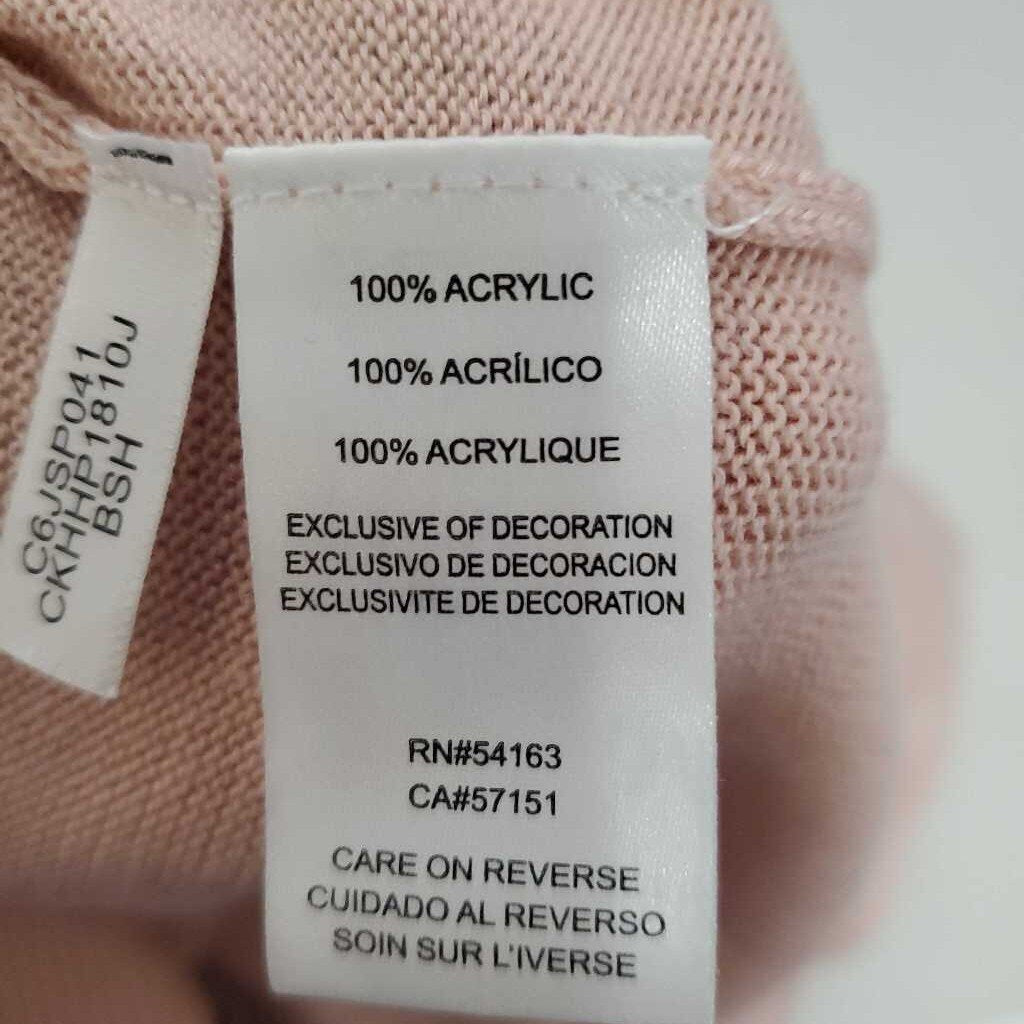 C6JSP041
CKHHP1810J
BSH
100% ACRYLIC
100% ACRÍLICO
100% ACRYLIQUE
EXCLUSIVE OF DECORATION
EXCLUSIVO DE DECORACION
EXCLUSIVITE DE DECORATION
RN#54163
CA#57151
CARE ON REVERSE
CUIDADO AL REVERSO
SOIN SUR L'IVERSE